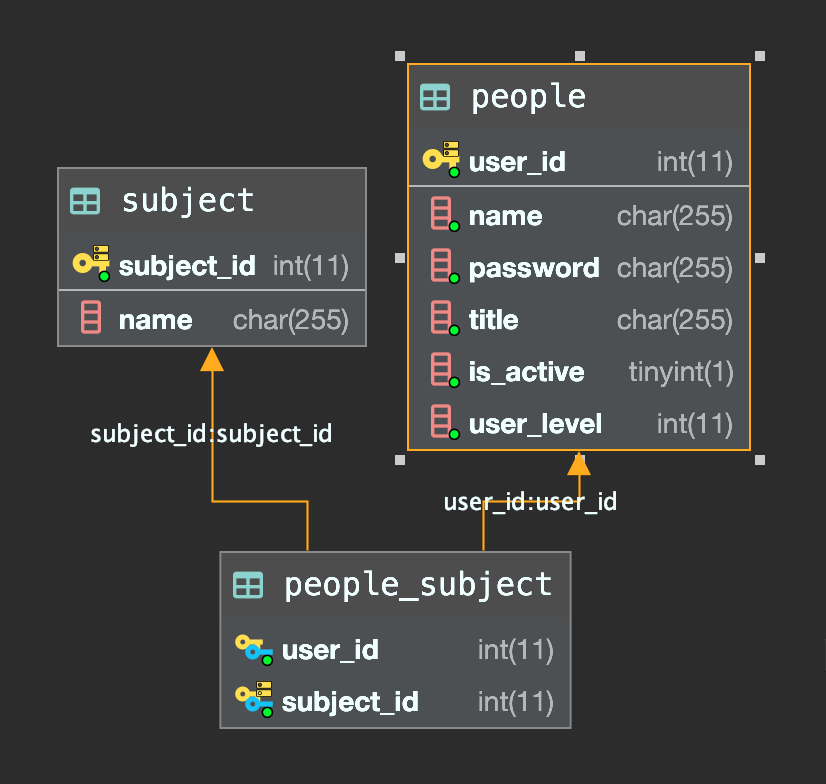 people
user_id int(11)
name char(255)
password char(255)
title char(255)
is_active tinyint(1)
user_level int(11)
subject
subject_id int(11)
name char(255)
subject_id:subject_id
user_id:user_id
people_subject
user_id int(11)
subject_id int(11)